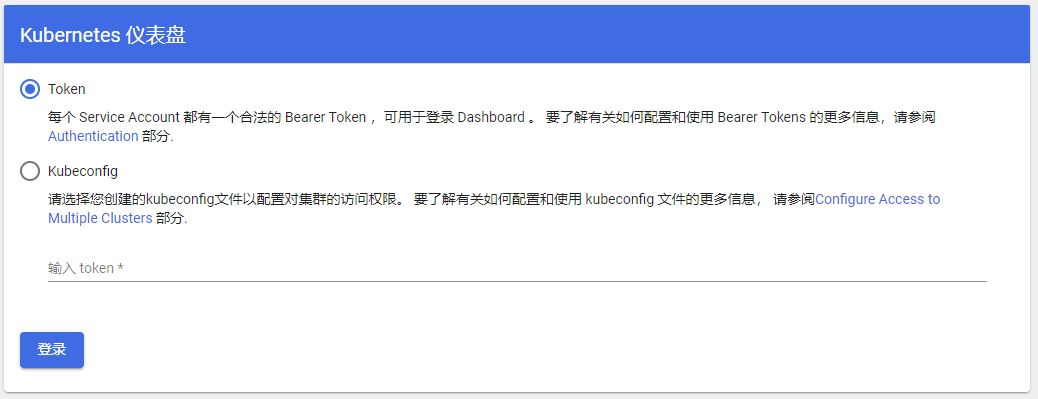 Kubernetes 仪表盘
Token
每个 Service Account 都有一个合法的 Bearer Token ，可用于登录 Dashboard 。 要了解有关如何配置和使用 Bearer Tokens 的更多信息，请参阅
Authentication 部分.
Kubeconfig
请选择您创建的kubeconfig文件以配置对集群的访问权限。 要了解有关如何配置和使用 kubeconfig 文件的更多信息， 请参阅Configure Access to
Multiple Clusters 部分.
输入 token *
登录